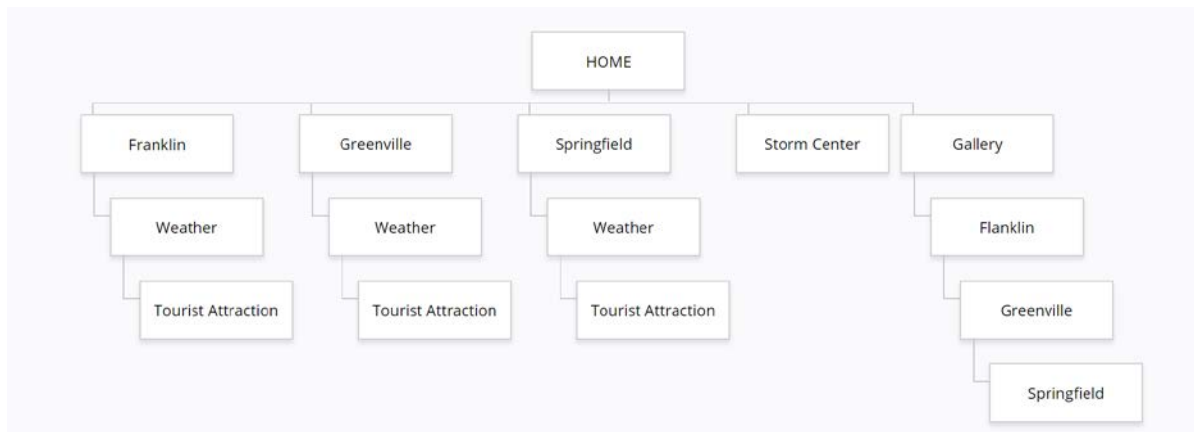 HOME
Franklin
Greenville
Springfield
Storm Center
Gallery
Weather
Weather
Weather
Flanklin
Tourist Attraction
Tourist Attraction
Tourist Attraction
Greenville
Springfield